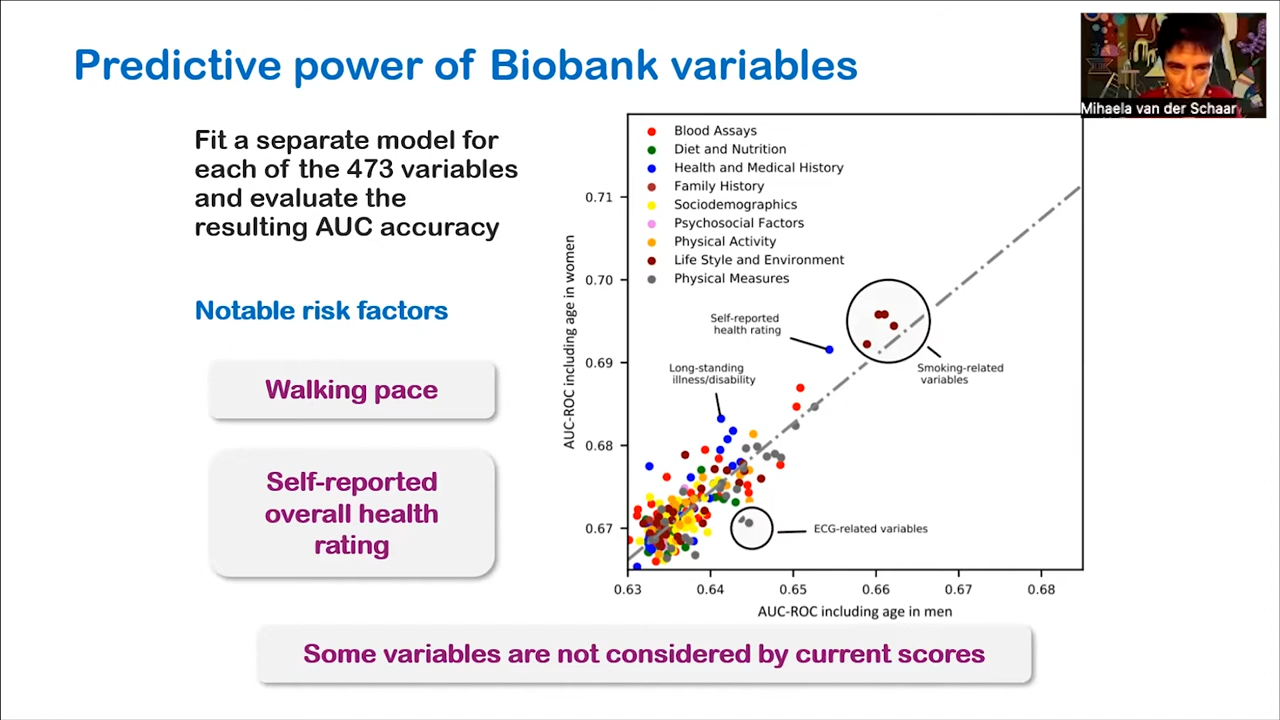 Predictive power of Biobank variables
Mihaela van der Schaar
Fit a separate model for
each of the 473 variables
and evaluate the
resulting AUC accuracy
Notable risk factors
Walking pace
Self-reported
overall health
rating
Blood Assays
Diet and Nutrition
Health and Medical History
Family History
Sociodemographics
Psychosocial Factors
Physical Activity
Life Style and Environment
Physical Measures
AUC-ROC including age in women
0.71
0.70
0.69
0.68
0.67
Self-reported
health rating
Long-standing
illness/disability
Smoking-related
variables
ECG-related variables
0.63
0.64
0.65
0.66
0.67
0.68
AUC-ROC including age in men
Some variables are not considered by current scores